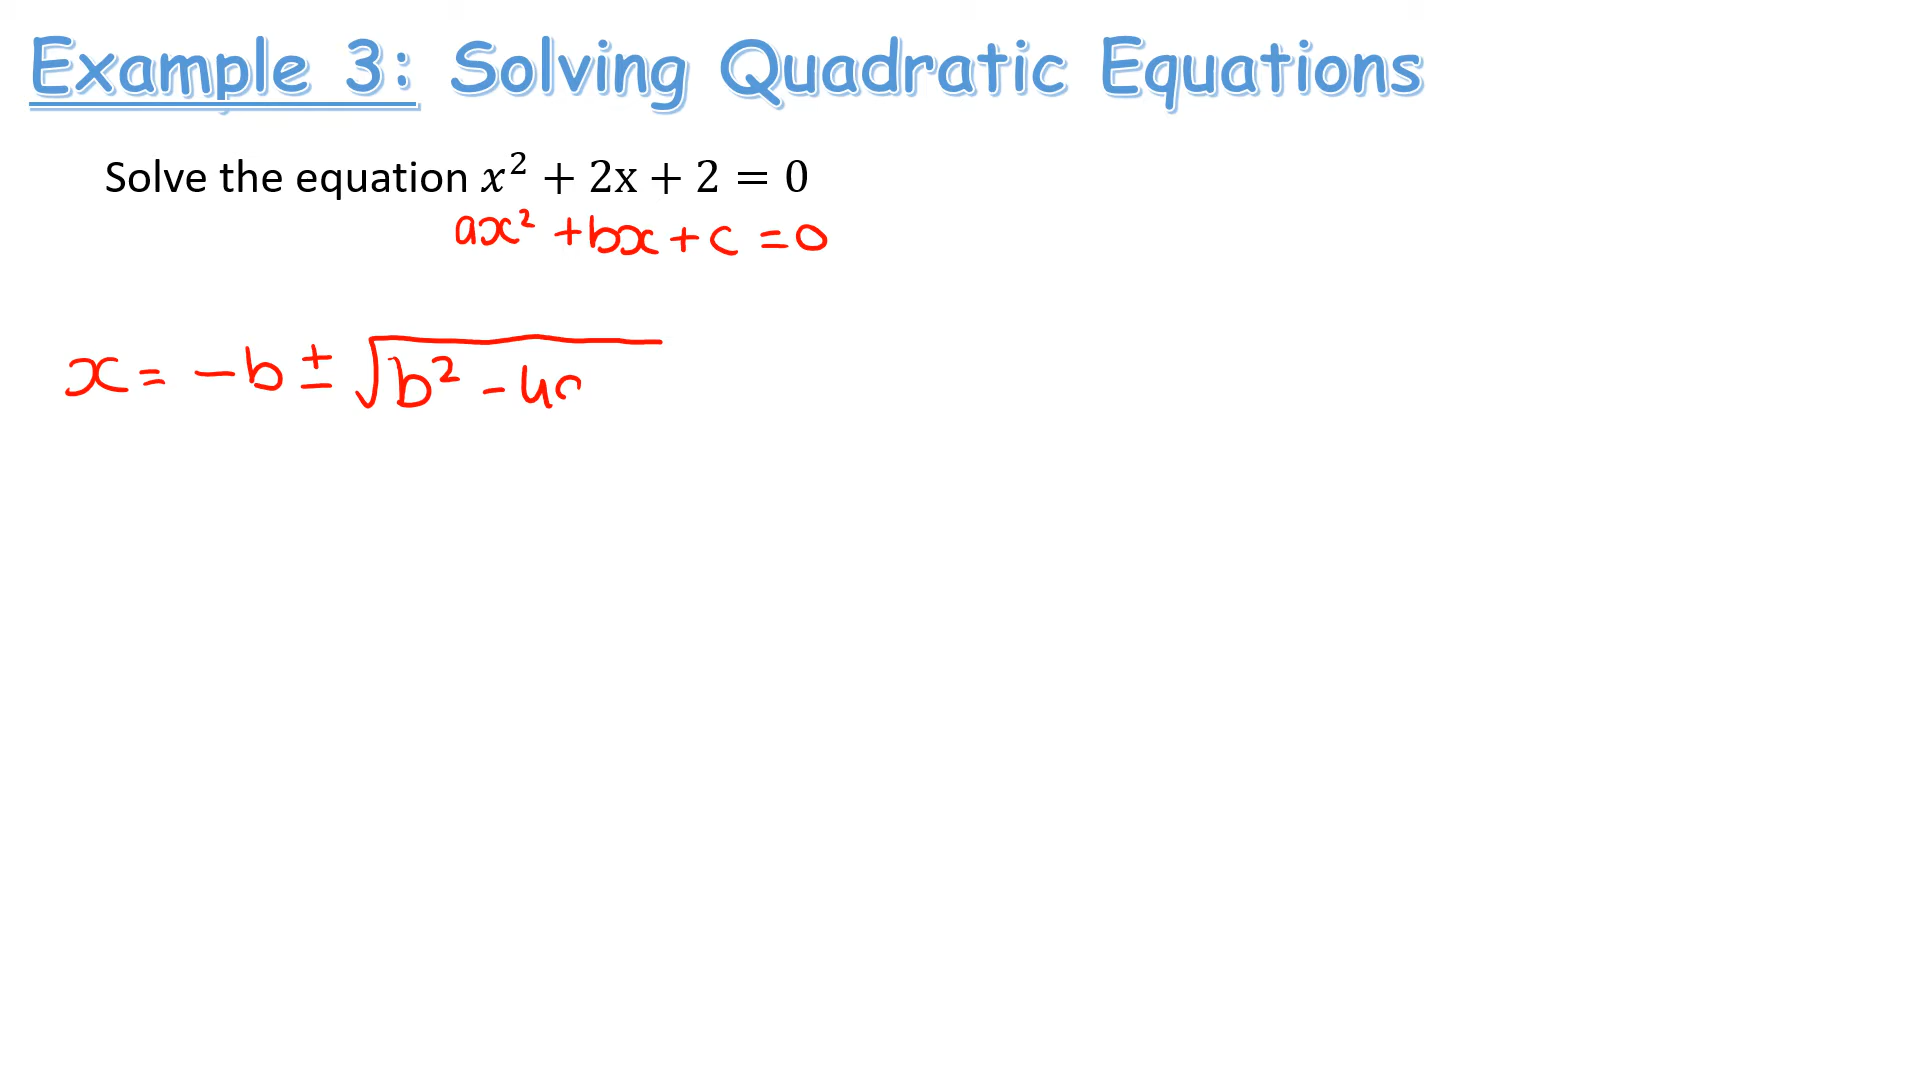 Example 3: Solving Quadratic Equations
Solve the equation x² + 2x + 2 = 0
ax² + bx + c = 0
x = -b ± √b² - 4